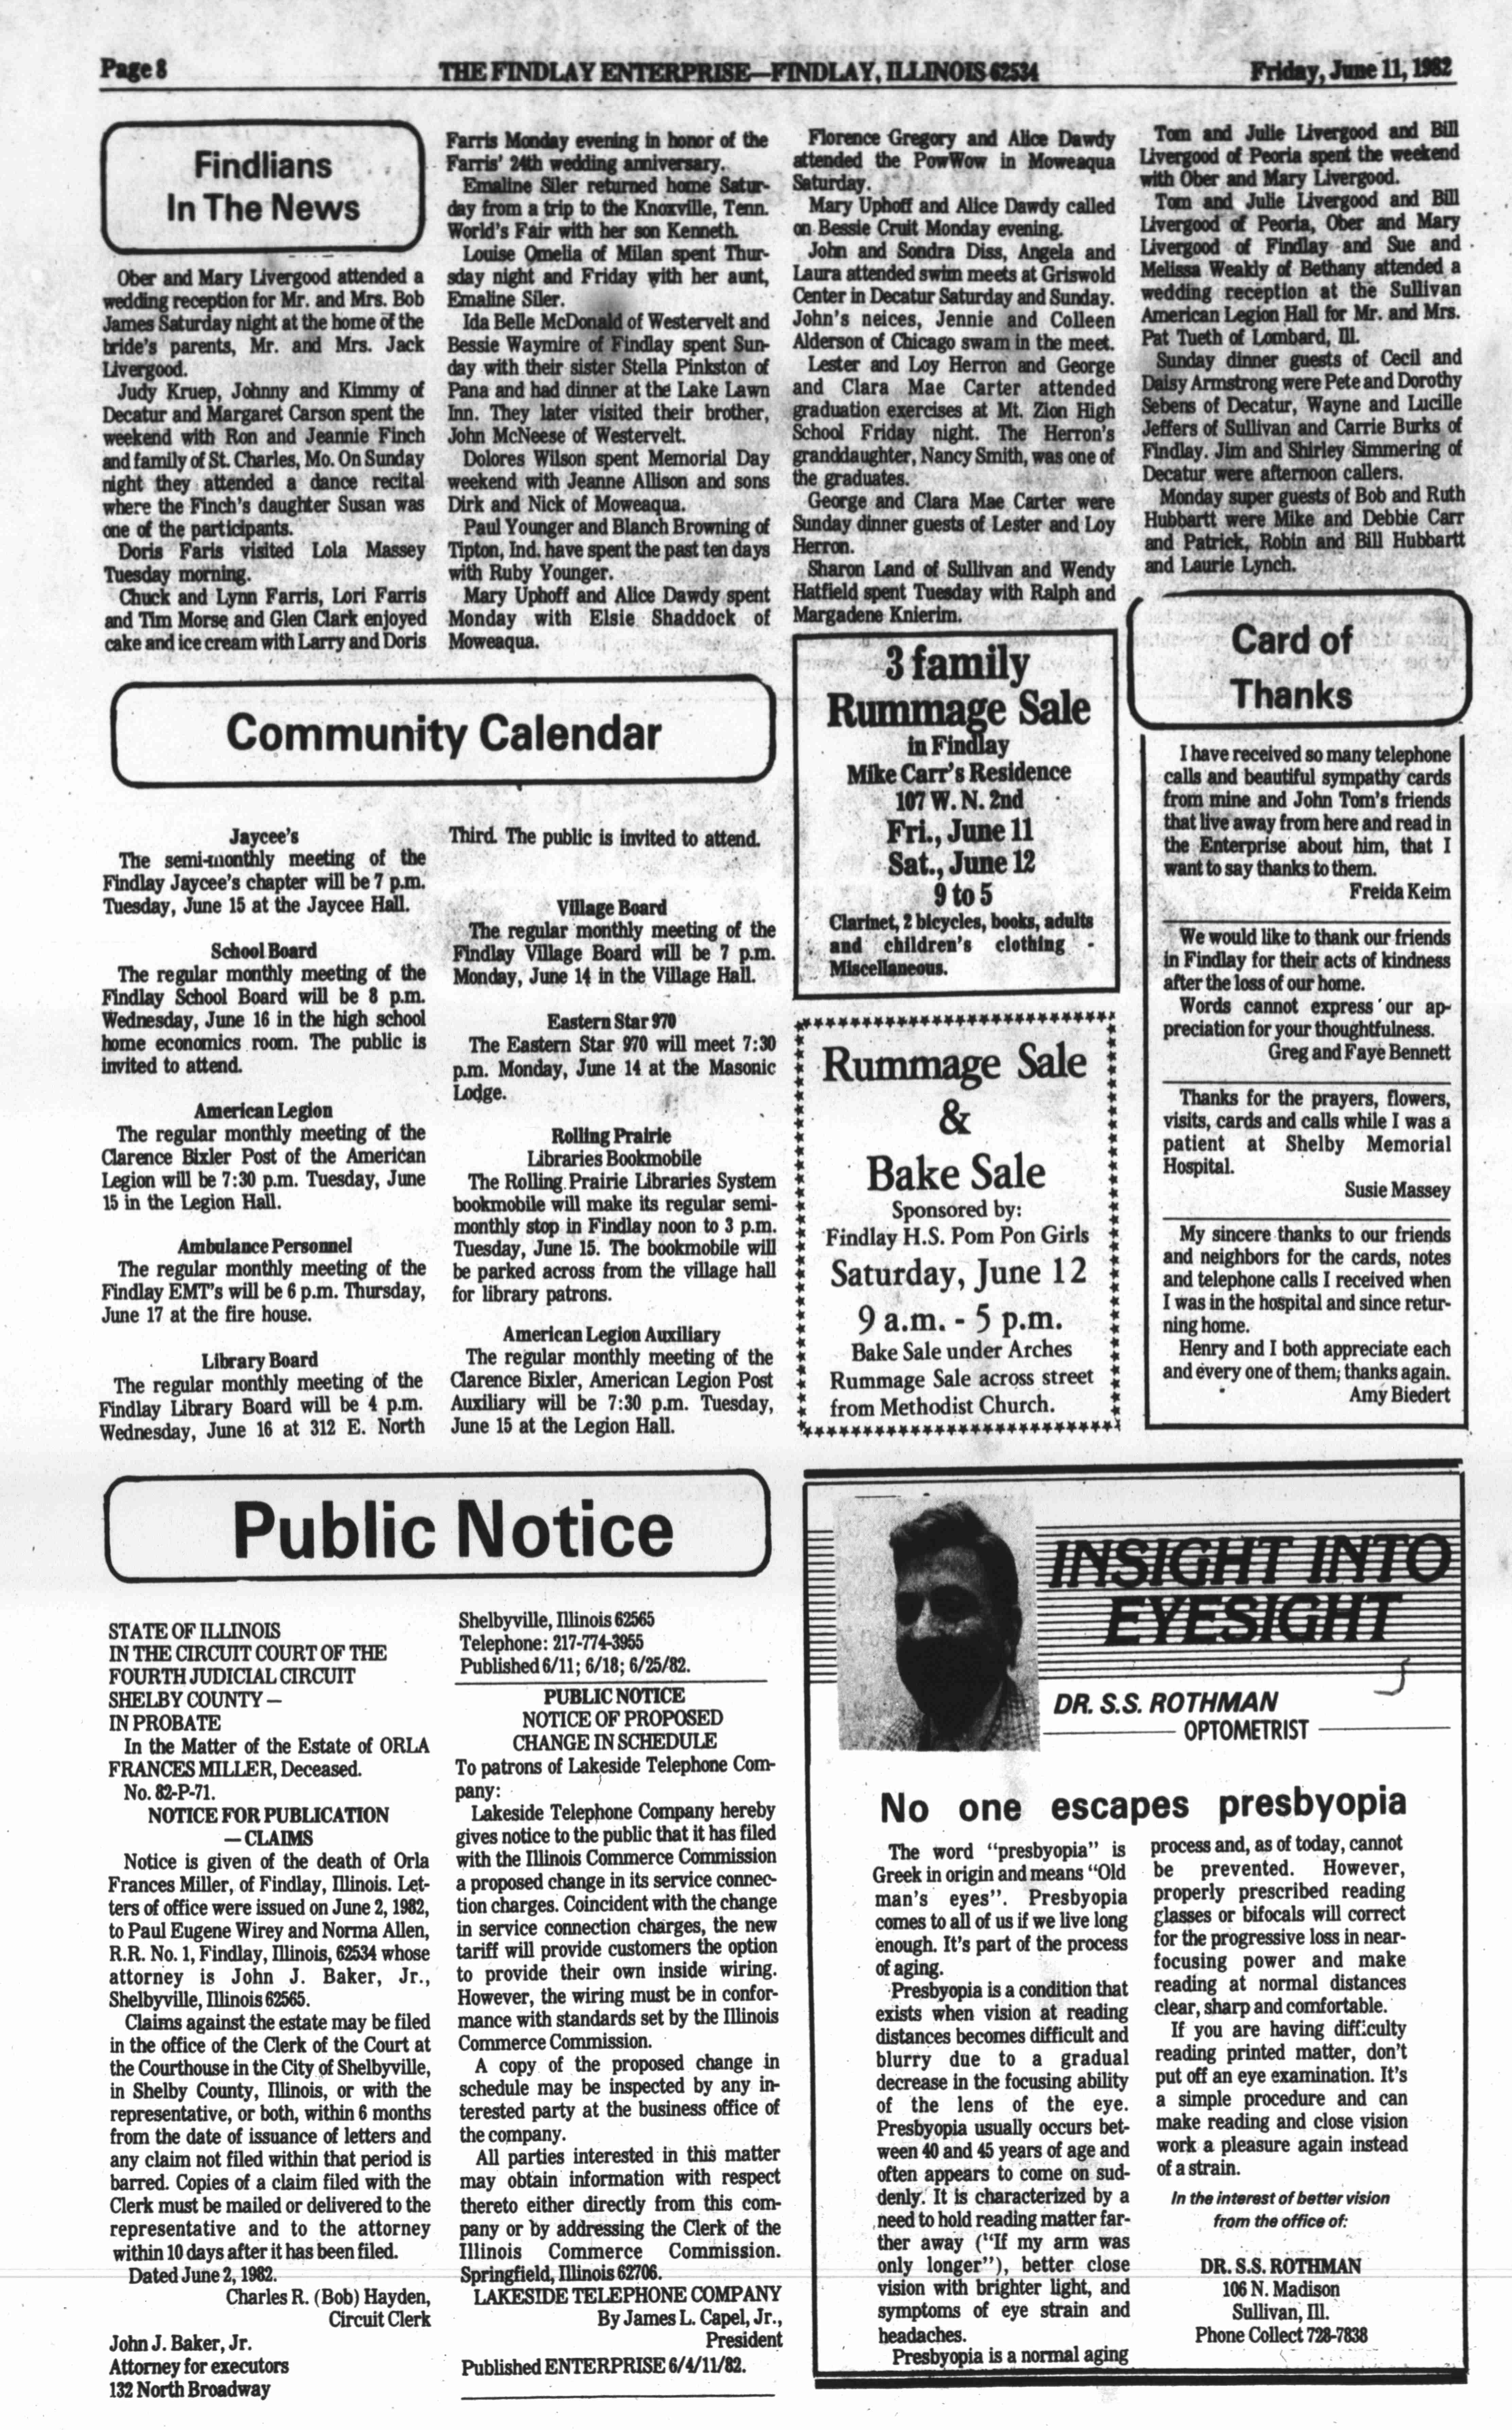 Page 8
THE FINDLAY ENTERPRISE—FINDLAY, ILLINOIS 62534
Friday, June 11, 1982
Findlians
In The News
Ober and Mary Livergood attended a
wedding reception for Mr. and Mrs. Bob
James Saturday night at the home of the
bride's parents, Mr. and Mrs. Jack
Livergood.
Judy Kruep, Johnny and Kimmy of
Decatur and Margaret Carson spent the
weekend with Ron and Jeannie Finch
and family of St. Charles, Mo. On Sunday
night they attended a dance recital
where the Finch's daughter Susan was
one of the participants.
Doris Faris visited Lola Massey
Tuesday morning.
Chuck and Lynn Farris, Lori Farris
and Tim Morse and Glen Clark enjoyed
cake and ice cream with Larry and Doris
Farris Monday evening in honor of the
Farris' 24th wedding anniversary.
Emaline Siler returned home Satur-
day from a trip to the Knoxville, Tenn.
World's Fair with her son Kenneth.
Louise Omelia of Milan spent Thur-
sday night and Friday with her aunt,
Emaline Siler.
Ida Belle McDonald of Westervelt and
Bessie Waymire of Findlay spent Sun-
day with their sister Stella Pinkston of
Pana and had dinner at the Lake Lawn
Inn. They later visited their brother,
John McNeese of Westervelt.
Dolores Wilson spent Memorial Day
weekend with Jeanne Allison and sons
Dirk and Nick of Moweaqua.
Paul Younger and Blanch Browning of
Tipton, Ind. have spent the past ten days
with Ruby Younger.
Mary Uphoff and Alice Dawdy spent
Monday with Elsie Shaddock of
Moweaqua.
Florence Gregory and Alice Dawdy
attended the PowWow in Moweaqua
Saturday.
Mary Uphoff and Alice Dawdy called
on Bessie Cruit Monday evening.
John and Sondra Diss, Angela and
Laura attended swim meets at Griswold
Center in Decatur Saturday and Sunday.
John's neices, Jennie and Colleen
Alderson of Chicago swam in the meet.
Lester and Loy Herron and George
and Clara Mae Carter attended
graduation exercises at Mt. Zion High
School Friday night. The Herron's
granddaughter, Nancy Smith, was one of
the graduates.
George and Clara Mae Carter were
Sunday dinner guests of Lester and Loy
Herron.
Sharon Land of Sullivan and Wendy
Hatfield spent Tuesday with Ralph and
Margadene Knierim.
Tom and Julie Livergood and Bill
Livergood of Peoria spent the weekend
with Ober and Mary Livergood.
Tom and Julie Livergood and Bill
Livergood of Peoria, Ober and Mary
Livergood of Findlay and Sue and
Melissa Weakly of Bethany attended a
wedding reception at the Sullivan
American Legion Hall for Mr. and Mrs.
Pat Tueth of Lombard, Ill.
Sunday dinner guests of Cecil and
Daisy Armstrong were Pete and Dorothy
Sebens of Decatur, Wayne and Lucille
Jeffers of Sullivan and Carrie Burks of
Findlay. Jim and Shirley Simmering of
Decatur were afternoon callers.
Monday super guests of Bob and Ruth
Hubbartt were Mike and Debbie Carr
and Patrick, Robin and Bill Hubbartt
and Laurie Lynch.
Community Calendar
Jaycee's
The semi-monthly meeting of the
Findlay Jaycee's chapter will be 7 p.m.
Tuesday, June 15 at the Jaycee Hall.
School Board
The regular monthly meeting of the
Findlay School Board will be 8 p.m.
Wednesday, June 16 in the high school
home economics room. The public is
invited to attend.
American Legion
The regular monthly meeting of the
Clarence Bixler Post of the American
Legion will be 7:30 p.m. Tuesday, June
15 in the Legion Hall.
Ambulance Personnel
The regular monthly meeting of the
Findlay EMT's will be 6 p.m. Thursday,
June 17 at the fire house.
Library Board
The regular monthly meeting of the
Findlay Library Board will be 4 p.m.
Wednesday, June 16 at 312 E. North
Third. The public is invited to attend.
Village Board
The regular monthly meeting of the
Findlay Village Board will be 7 p.m.
Monday, June 14 in the Village Hall.
Eastern Star 970
The Eastern Star 970 will meet 7:30
p.m. Monday, June 14 at the Masonic
Lodge.
Rolling Prairie
Libraries Bookmobile
The Rolling Prairie Libraries System
bookmobile will make its regular semi-
monthly stop in Findlay noon to 3 p.m.
Tuesday, June 15. The bookmobile will
be parked across from the village hall
for library patrons.
American Legion Auxiliary
The regular monthly meeting of the
Clarence Bixler, American Legion Post
Auxiliary will be 7:30 p.m. Tuesday,
June 15 at the Legion Hall.
3 family
Rummage Sale
in Findlay
Mike Carr's Residence
107 W. N. 2nd
Fri., June 11
Sat., June 12
9 to 5
Clarinet, 2 bicycles, books, adults
and children's clothing -
Miscellaneous.
Rummage Sale
&
Bake Sale
Sponsored by:
Findlay H.S. Pom Pon Girls
Saturday, June 12
9 a.m. - 5 p.m.
Bake Sale under Arches
Rummage Sale across street
from Methodist Church.
Card of
Thanks
I have received so many telephone
calls and beautiful sympathy cards
from mine and John Tom's friends
that live away from here and read in
the Enterprise about him, that I
want to say thanks to them.
Freida Keim
We would like to thank our friends
in Findlay for their acts of kindness
after the loss of our home.
Words cannot express our ap-
preciation for your thoughtfulness.
Greg and Faye Bennett
Thanks for the prayers, flowers,
visits, cards and calls while I was a
patient at Shelby Memorial
Hospital.
Susie Massey
My sincere thanks to our friends
and neighbors for the cards, notes
and telephone calls I received when
I was in the hospital and since retur-
ning home.
Henry and I both appreciate each
and every one of them; thanks again.
Amy Biedert
Public Notice
STATE OF ILLINOIS
IN THE CIRCUIT COURT OF THE
FOURTH JUDICIAL CIRCUIT
SHELBY COUNTY —
IN PROBATE
In the Matter of the Estate of ORLA
FRANCES MILLER, Deceased.
No. 82-P-71.
NOTICE FOR PUBLICATION
— CLAIMS
Notice is given of the death of Orla
Frances Miller, of Findlay, Illinois. Let-
ters of office were issued on June 2, 1982,
to Paul Eugene Wirey and Norma Allen,
R.R. No. 1, Findlay, Illinois, 62534 whose
attorney is John J. Baker, Jr.,
Shelbyville, Illinois 62565.
Claims against the estate may be filed
in the office of the Clerk of the Court at
the Courthouse in the City of Shelbyville,
in Shelby County, Illinois, or with the
representative, or both, within 6 months
from the date of issuance of letters and
any claim not filed within that period is
barred. Copies of a claim filed with the
Clerk must be mailed or delivered to the
representative and to the attorney
within 10 days after it has been filed.
Dated June 2, 1982.
Charles R. (Bob) Hayden,
Circuit Clerk
John J. Baker, Jr.
Attorney for executors
132 North Broadway
Shelbyville, Illinois 62565
Telephone: 217-774-3955
Published 6/11; 6/18; 6/25/82.
PUBLIC NOTICE
NOTICE OF PROPOSED
CHANGE IN SCHEDULE
To patrons of Lakeside Telephone Com-
pany:
Lakeside Telephone Company hereby
gives notice to the public that it has filed
with the Illinois Commerce Commission
a proposed change in its service connec-
tion charges. Coincident with the change
in service connection charges, the new
tariff will provide customers the option
to provide their own inside wiring.
However, the wiring must be in confor-
mance with standards set by the Illinois
Commerce Commission.
A copy of the proposed change in
schedule may be inspected by any in-
terested party at the business office of
the company.
All parties interested in this matter
may obtain information with respect
thereto either directly from this com-
pany or by addressing the Clerk of the
Illinois Commerce Commission.
Springfield, Illinois 62706.
LAKESIDE TELEPHONE COMPANY
By James L. Capel, Jr.,
President
Published ENTERPRISE 6/4/11/82.
INSIGHT INTO
EYESIGHT
DR. S.S. ROTHMAN
OPTOMETRIST
No one escapes presbyopia
The word "presbyopia" is
Greek in origin and means "Old
man's eyes". Presbyopia
comes to all of us if we live long
enough. It's part of the process
of aging.
Presbyopia is a condition that
exists when vision at reading
distances becomes difficult and
blurry due to a gradual
decrease in the focusing ability
of the lens of the eye.
Presbyopia usually occurs bet-
ween 40 and 45 years of age and
often appears to come on sud-
denly. It is characterized by a
need to hold reading matter far-
ther away ("If my arm was
only longer"), better close
vision with brighter light, and
symptoms of eye strain and
headaches.
Presbyopia is a normal aging
process and, as of today, cannot
be prevented. However,
properly prescribed reading
glasses or bifocals will correct
for the progressive loss in near-
focusing power and make
reading at normal distances
clear, sharp and comfortable.
If you are having difficulty
reading printed matter, don't
put off an eye examination. It's
a simple procedure and can
make reading and close vision
work a pleasure again instead
of a strain.
In the interest of better vision
from the office of:
DR. S.S. ROTHMAN
106 N. Madison
Sullivan, Ill.
Phone Collect 728-7838